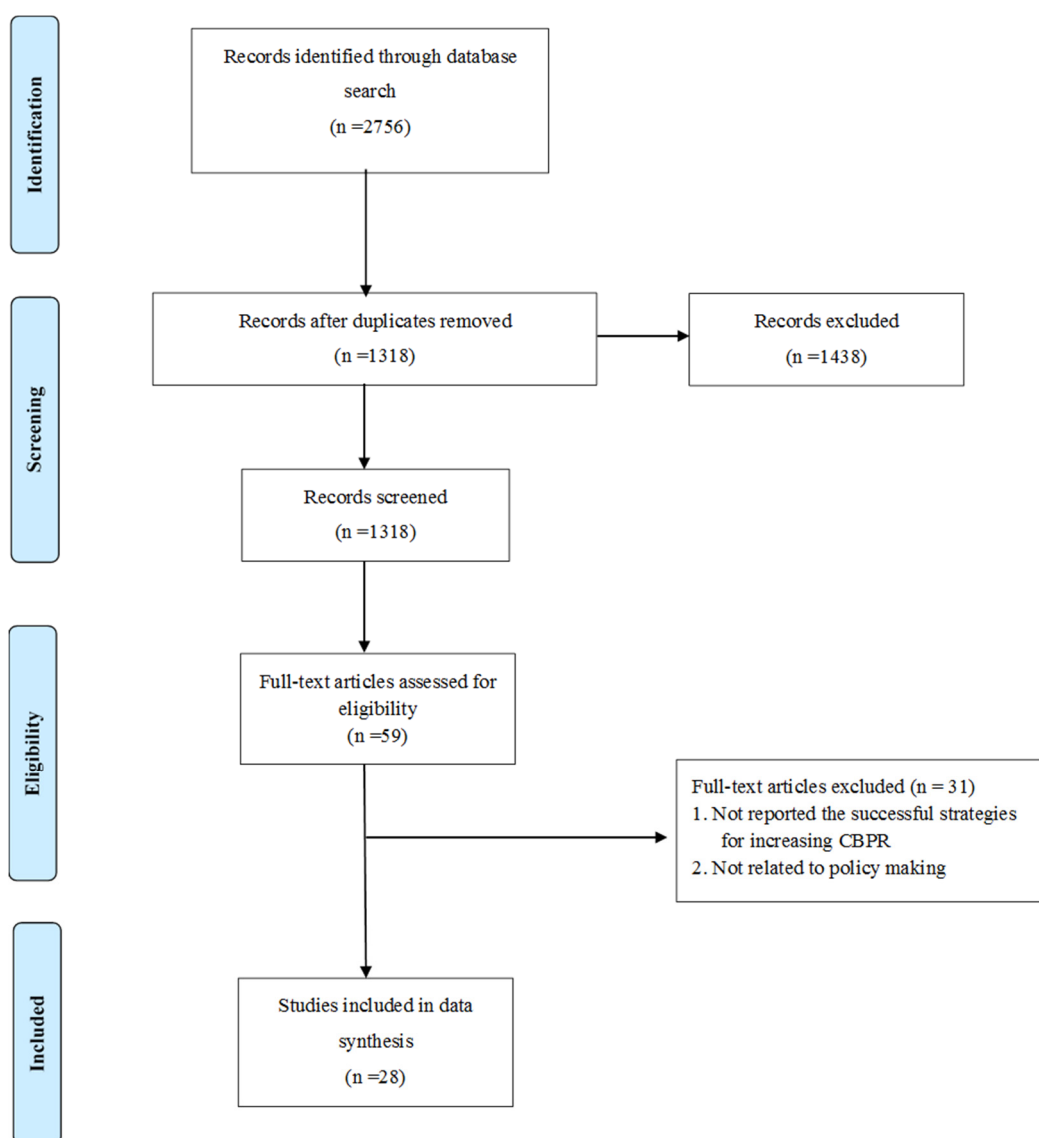 Identification
Records identified through database
search
(n =2756)
Screening
Records after duplicates removed
(n =1318)
Records excluded
(n =1438)
Records screened
(n =1318)
Eligibility
Full-text articles assessed for
eligibility
(n =59)
Full-text articles excluded (n = 31)
1. Not reported the successful strategies
for increasing CBPR
2. Not related to policy making
Included
Studies included in data
synthesis
(n =28)